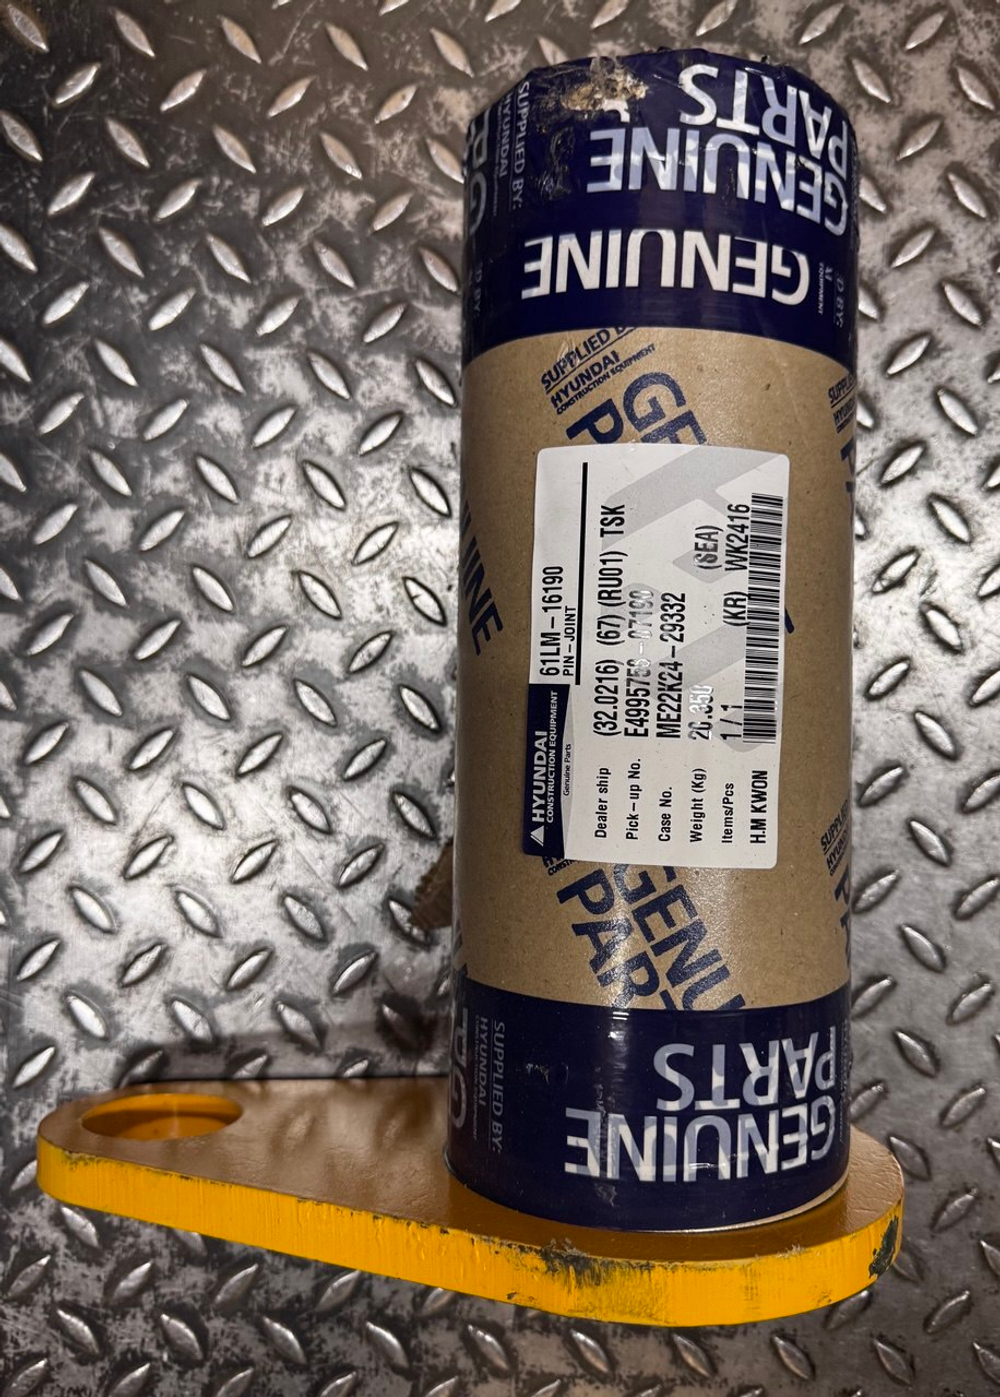 GENUINE
PARTS
SUPPLIED BY:
HYUNDAI
GENUINE
SUPPLIED B
HYUNDAI
CONSTRUCTION EQUIPMENT
HYUNDAI
CONSTRUCTION EQUIPMENT
Genuine Parts
61LM-16190
PIN-JOINT
Dealer ship (32.0216) (67) (RU01) TSK
Pick-up No.
Case No. ME22K24-29332 (SEA)
Weight (Kg)
Items/Pcs 1/1 (KR) WK2416
H.M KWON
GENUINE
PARTS
SUPPLIED BY:
HYUNDAI